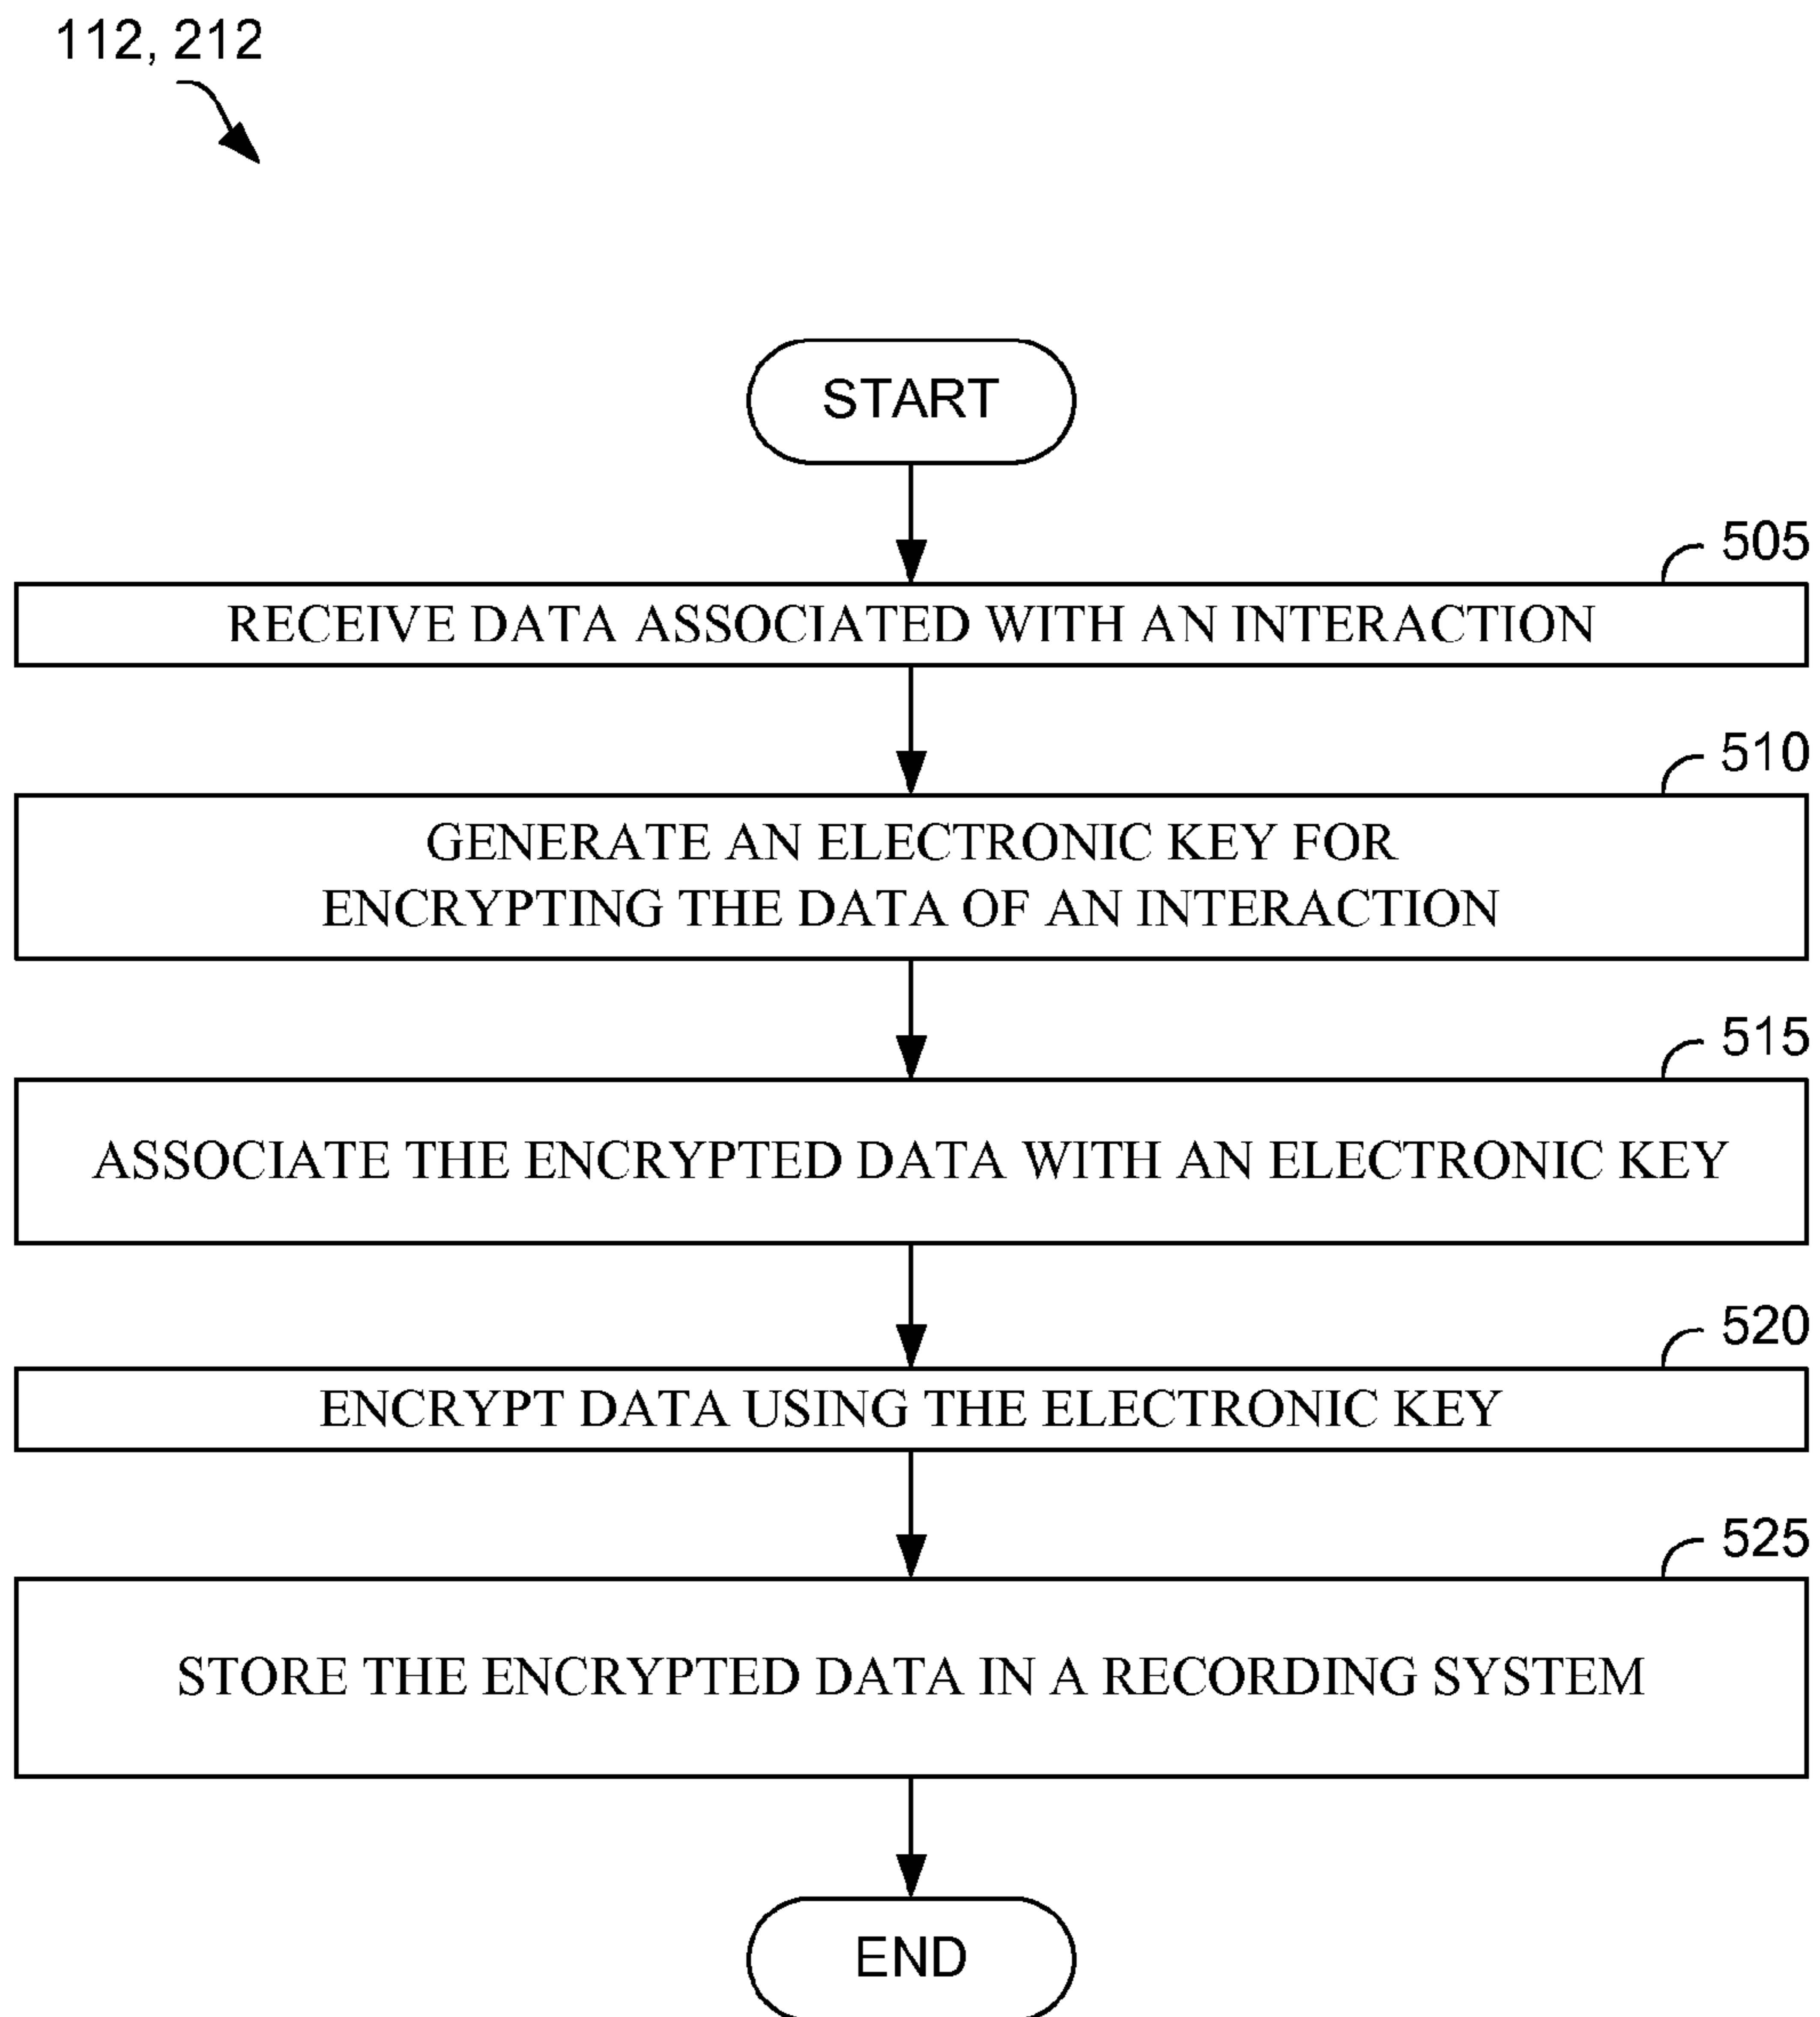 112, 212
START
505
RECEIVE DATA ASSOCIATED WITH AN INTERACTION
510
GENERATE AN ELECTRONIC KEY FOR
ENCRYPTING THE DATA OF AN INTERACTION
515
ASSOCIATE THE ENCRYPTED DATA WITH AN ELECTRONIC KEY
520
ENCRYPT DATA USING THE ELECTRONIC KEY
525
STORE THE ENCRYPTED DATA IN A RECORDING SYSTEM
END